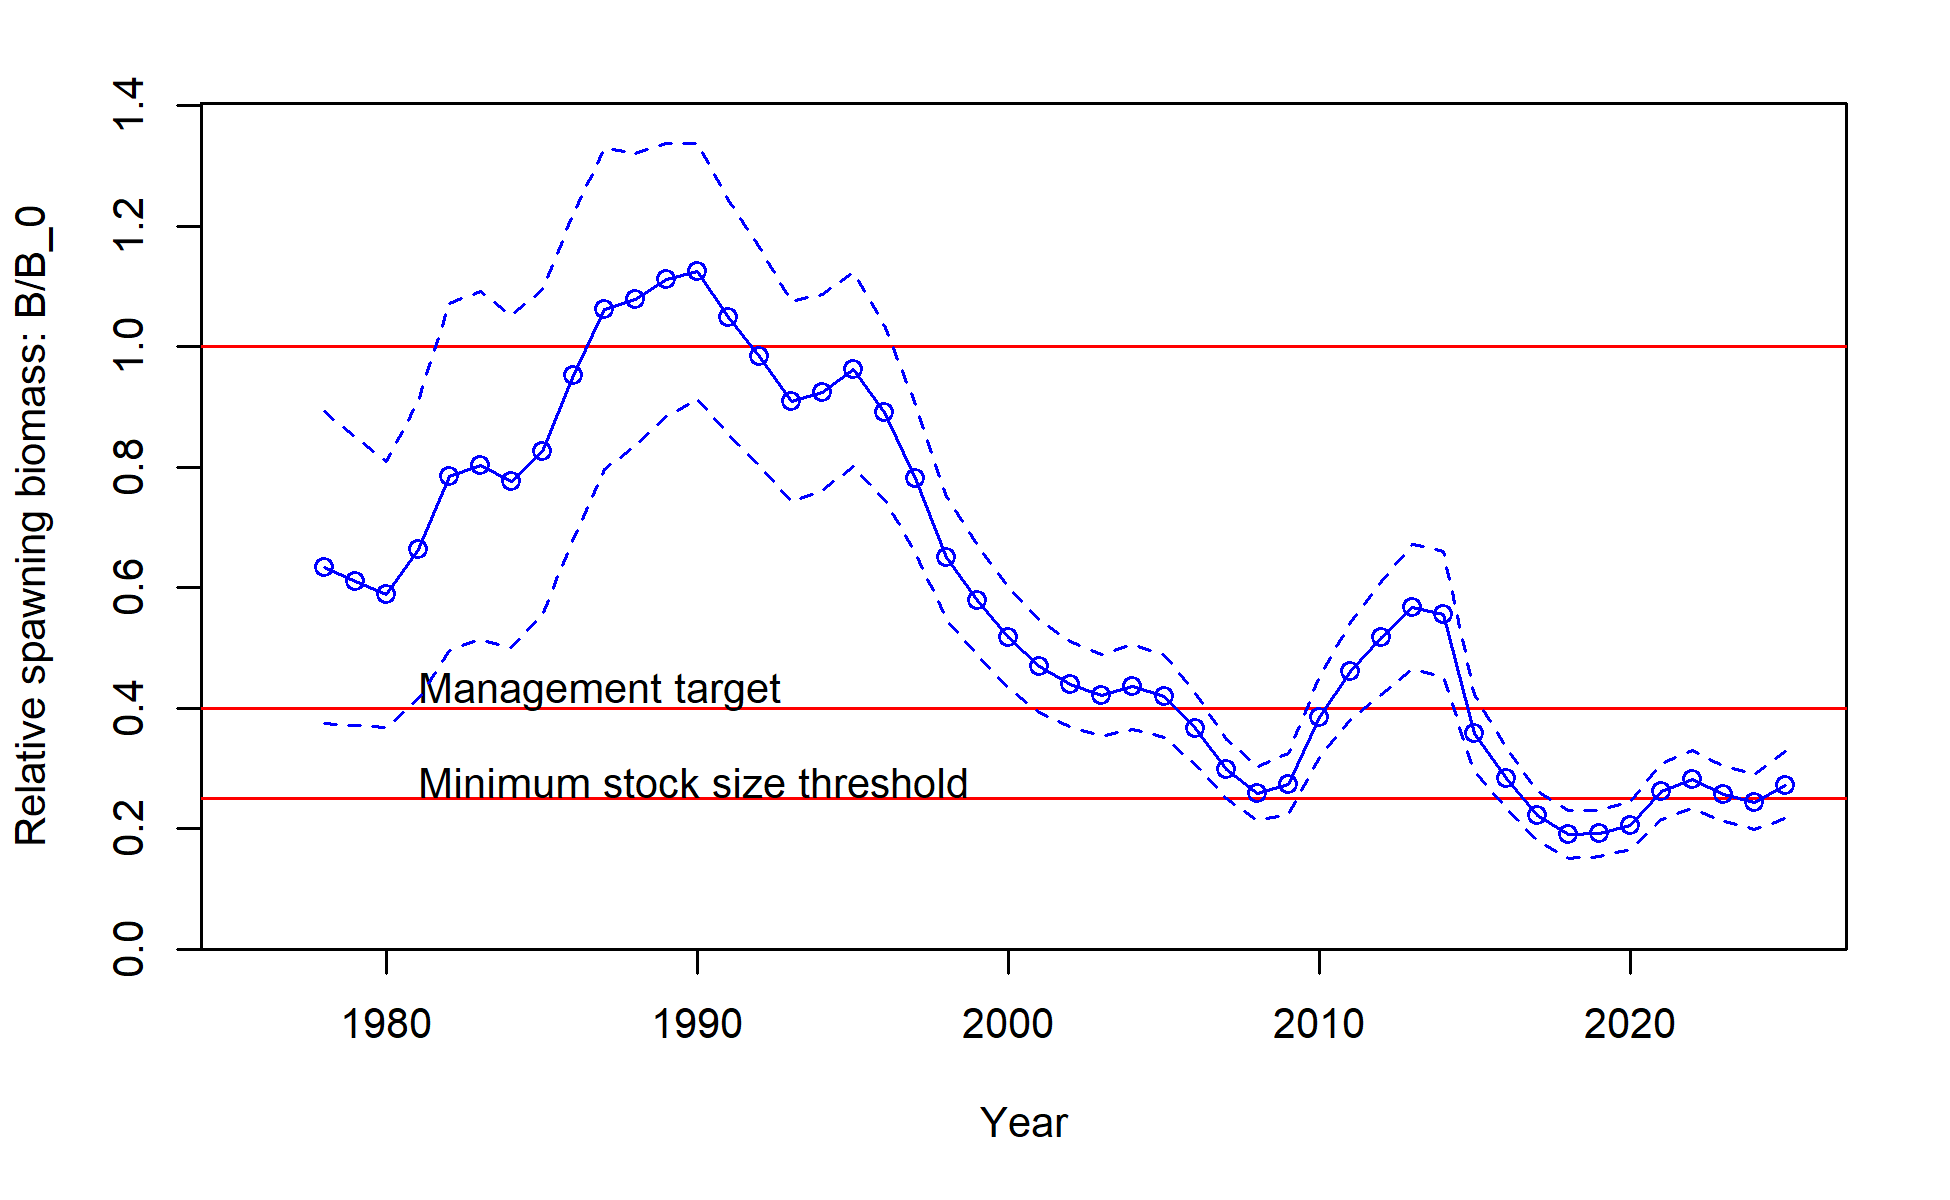 Relative spawning biomass: B/B_0
1.4
1.2
1.0
0.8
0.6
0.4
0.2
0.0
Management target
Minimum stock size threshold
1980 1990 2000 2010 2020
Year